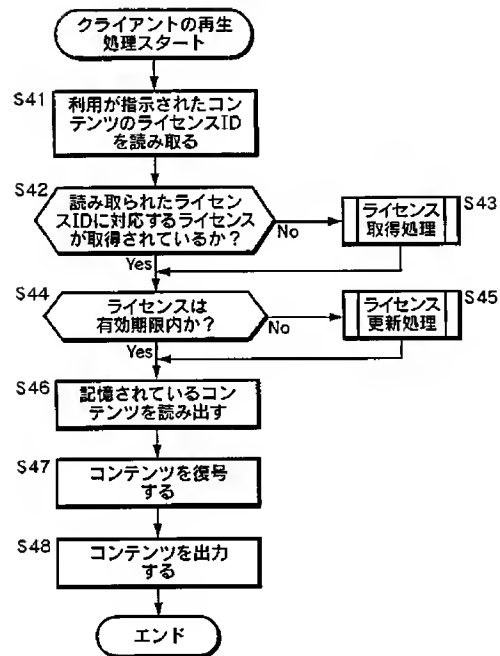 クライアントの再生
処理スタート
S41
利用が指示されたコン
テンツのライセンスID
を読み取る
S42
読み取られたライセン
スIDに対応するライセンス
が取得されているか?
No
S43
ライセンス
取得処理
Yes
S44
ライセンスは
有効期限内か?
No
S45
ライセンス
更新処理
Yes
S46
記憶されているコン
テンツを読み出す
S47
コンテンツを復号
する
S48
コンテンツを出力
する
エンド